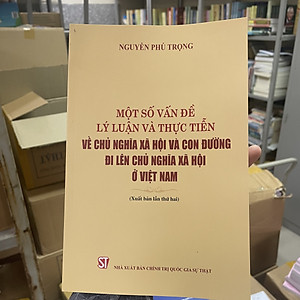 NGUYỄN PHÚ TRỌNG
MỘT SỐ VẤN ĐỀ
LÝ LUẬN VÀ THỰC TIỄN
VỀ CHỦ NGHĨA XÃ HỘI VÀ CON ĐƯỜNG
ĐI LÊN CHỦ NGHĨA XÃ HỘI
Ở VIỆT NAM
(Xuất bản lần thứ hai)
ST
NHÀ XUẤT BẢN CHÍNH TRỊ QUỐC GIA SỰ THẬT